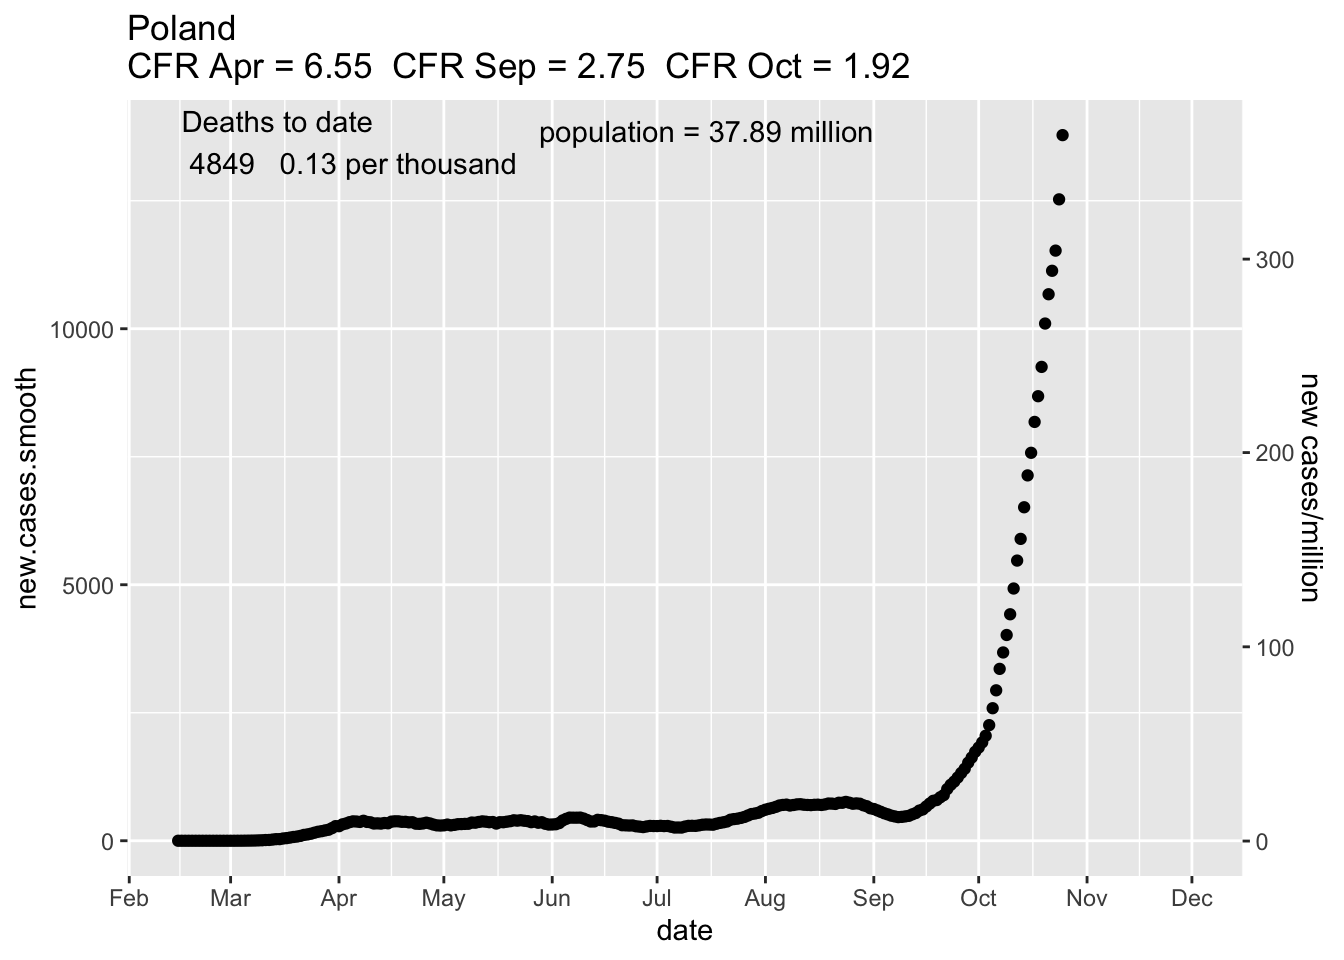 Poland
CFR Apr = 6.55  CFR Sep = 2.75  CFR Oct = 1.92
Deaths to date
4849   0.13 per thousand
population = 37.89 million
new.cases.smooth
10000
5000
0
300
200
100
0
new cases/million
Feb Mar Apr May Jun Jul Aug Sep Oct Nov Dec
date